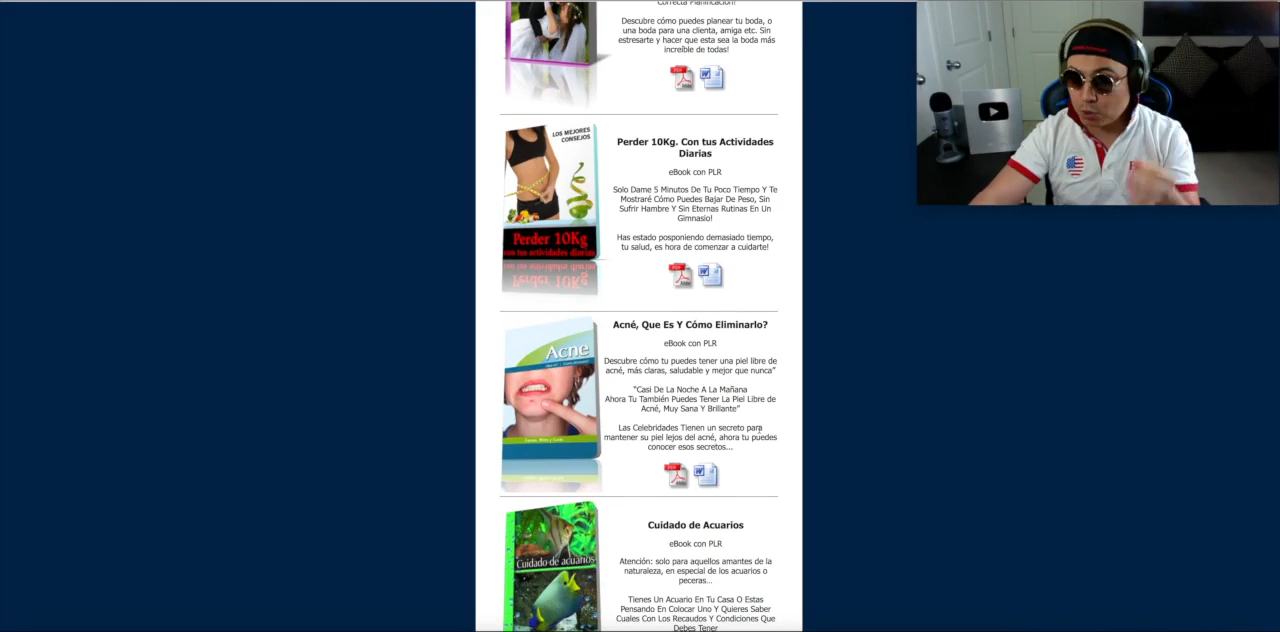 Correcta Planificación!
Descubre cómo puedes planear tu boda, o
una boda para una clienta, amiga etc. Sin
estresarte y hacer que esta sea la boda más
increíble de todas!
PDF
W
LOS MEJORES
CONSEJOS
Perder 10Kg
con tus actividades diarias
Perder 10Kg. Con tus Actividades
Diarias
eBook con PLR
Solo Dame 5 Minutos De Tu Poco Tiempo Y Te
Mostraré Cómo Puedes Bajar De Peso, Sin
Sufrir Hambre Y Sin Eternas Rutinas En Un
Gimnasio!
Has estado posponiendo demasiado tiempo,
tu salud, es hora de comenzar a cuidarte!
PDF
W
Acne
Acné, Que Es Y Cómo Eliminarlo?
eBook con PLR
Descubre cómo tu puedes tener una piel libre de
acné, más claras, saludable y mejor que nunca”
“Casi De La Noche A La Mañana
Ahora Tu También Puedes Tener La Piel Libre de
Acné, Muy Sana Y Brillante”
Las Celebridades Tienen un secreto para
mantener su piel lejos del acné, ahora tu puedes
conocer esos secretos...
PDF
W
Cuidado de acuarios
Cuidado de Acuarios
eBook con PLR
Atención: solo para aquellos amantes de la
naturaleza, en especial de los acuarios o
peceras...
Tienes Un Acuario En Tu Casa O Estas
Pensando En Colocar Uno Y Quieres Saber
Cuales Con Los Recaudos Y Condiciones Que
Debes Tener